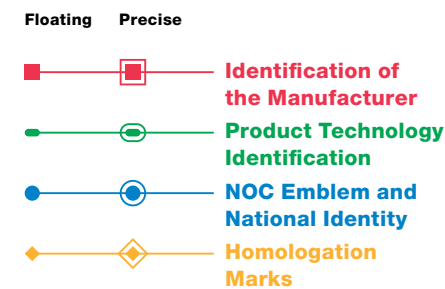 Floating Precise
Identification of
the Manufacturer
Product Technology
Identification
NOC Emblem and
National Identity
Homologation
Marks